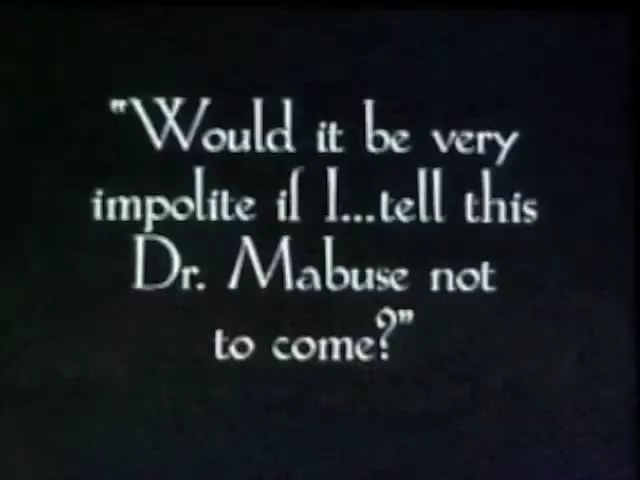 "Would it be very
impolite if I...tell this
Dr. Mabuse not
to come?"